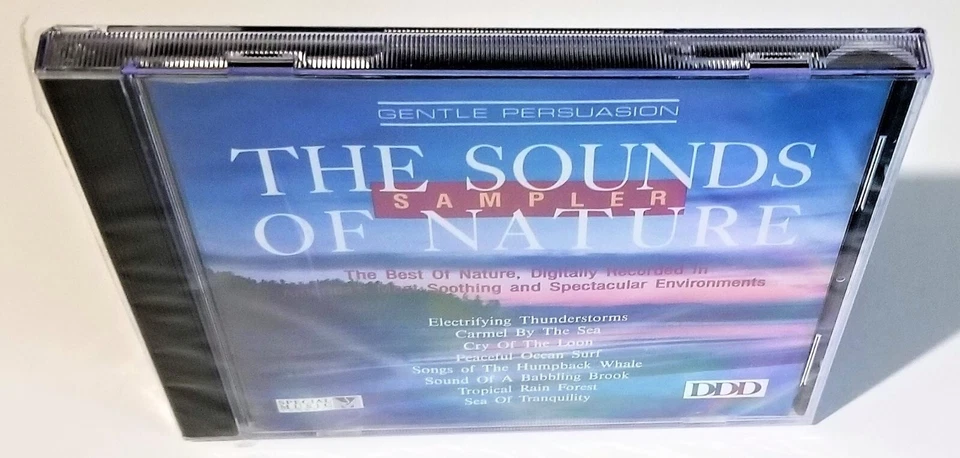 GENTLE PERSUASION
THE SOUNDS
SAMPLER
OF NATURE
The Best Of Nature, Digitally Recorded in
Soothing and Spectacular Environments
Electrifying Thunderstorms
Carmel By The Sea
Cry Of The Loon
Peaceful Ocean Surf
Songs of The Humpback Whale
Sound Of A Babbling Brook
Tropical Rain Forest
Sea Of Tranquility
SPECIAL
MUSIC
DDD